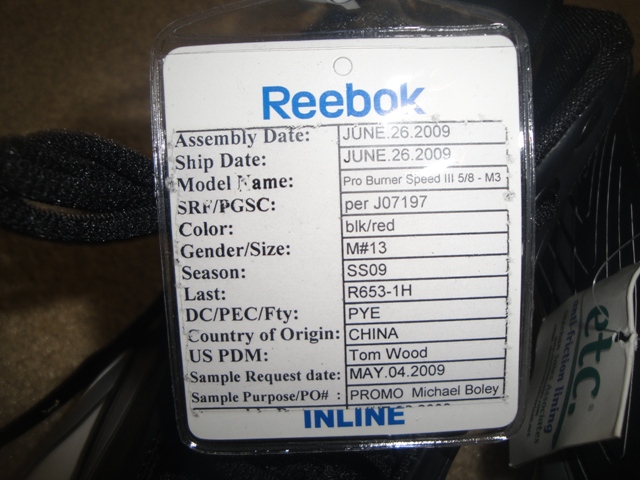 Reebok
Assembly Date: JUNE.26.2009
Ship Date: JUNE.26.2009
Model Name: Pro Burner Speed III 5/8 - M3
SRF/PGSC: per J07197
Color: blk/red
Gender/Size: M#13
Season: SS09
Last: R653-1H
DC/PEC/Fty: PYE
Country of Origin: CHINA
US PDM: Tom Wood
Sample Request date: MAY.04.2009
Sample Purpose/PO# : PROMO Michael Boley
INLINE
etc.
anti-friction lining